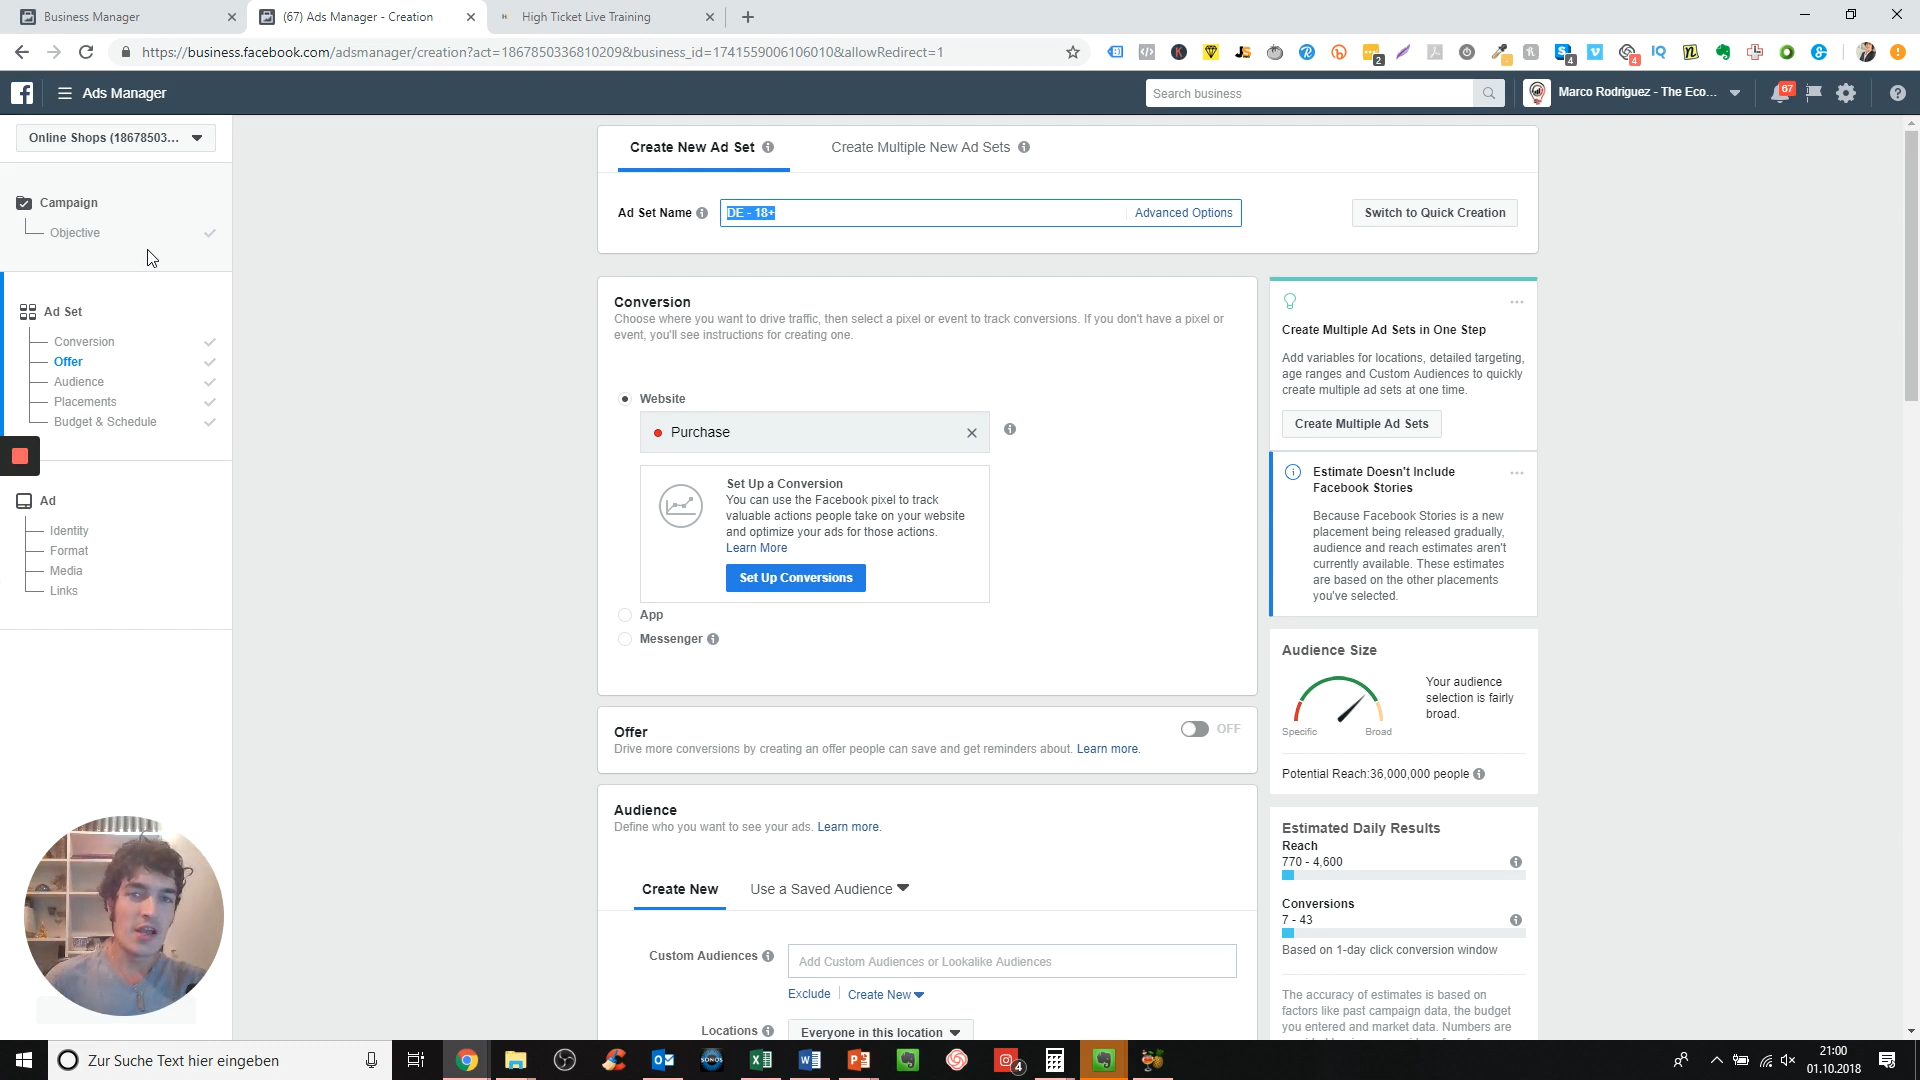 Business Manager
(67) Ads Manager - Creation
High Ticket Live Training
https://business.facebook.com/adsmanager/creation?act=1867850336810209&business_id=1741559006106010&allowRedirect=1
Ads Manager
Search business
Marco Rodriguez - The Eco...
67
Online Shops (18678503...
Campaign
Objective
Ad Set
Conversion
Offer
Audience
Placements
Budget & Schedule
Ad
Identity
Format
Media
Links
Create New Ad Set
Create Multiple New Ad Sets
Ad Set Name
DE - 18+
Advanced Options
Switch to Quick Creation
Conversion
Choose where you want to drive traffic, then select a pixel or event to track conversions. If you don't have a pixel or
event, you'll see instructions for creating one.
Website
Purchase
Set Up a Conversion
You can use the Facebook pixel to track
valuable actions people take on your website
and optimize your ads for those actions.
Learn More
Set Up Conversions
App
Messenger
Offer
OFF
Drive more conversions by creating an offer people can save and get reminders about. Learn more.
Audience
Define who you want to see your ads. Learn more.
Create New
Use a Saved Audience
Custom Audiences
Add Custom Audiences or Lookalike Audiences
Exclude
Create New
Locations
Everyone in this location
Create Multiple Ad Sets in One Step
Add variables for locations, detailed targeting,
age ranges and Custom Audiences to quickly
create multiple ad sets at one time.
Create Multiple Ad Sets
Estimate Doesn't Include
Facebook Stories
Because Facebook Stories is a new
placement being released gradually,
audience and reach estimates aren't
currently available. These estimates
are based on the other placements
you've selected.
Audience Size
Your audience
selection is fairly
broad.
Specific
Broad
Potential Reach:36,000,000 people
Estimated Daily Results
Reach
770 - 4,600
Conversions
7 - 43
Based on 1-day click conversion window
The accuracy of estimates is based on
factors like past campaign data, the budget
you entered and market data. Numbers are
Zur Suche Text hier eingeben
4
21:00
01.10.2018